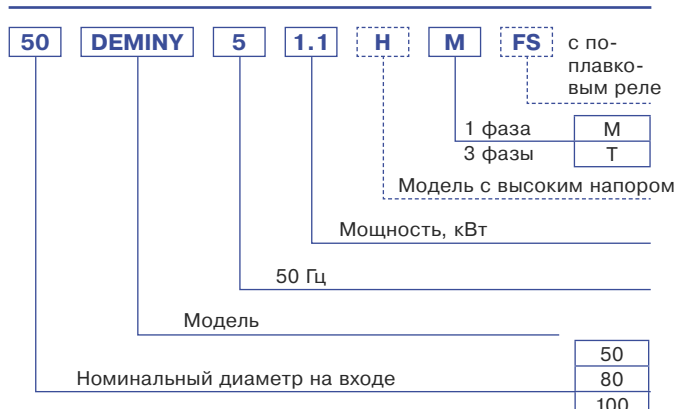 50 DEMINY 5 1.1 H M FS с по-
плавко-
вым реле
1 фаза M
3 фазы T
Модель с высоким напором
Мощность, кВт
50 Гц
Модель
50
Номинальный диаметр на входе 80
100